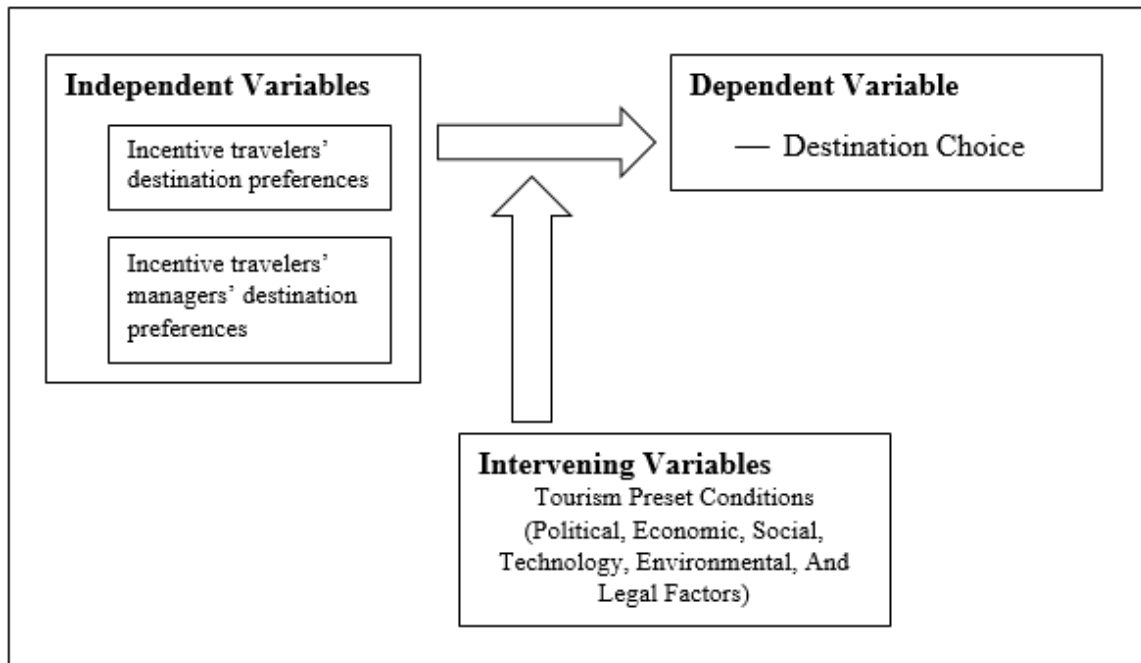 Independent Variables
Incentive travelers’
destination preferences
Incentive travelers’
managers’ destination
preferences
Dependent Variable
— Destination Choice
Intervening Variables
Tourism Preset Conditions
(Political, Economic, Social,
Technology, Environmental, And
Legal Factors)